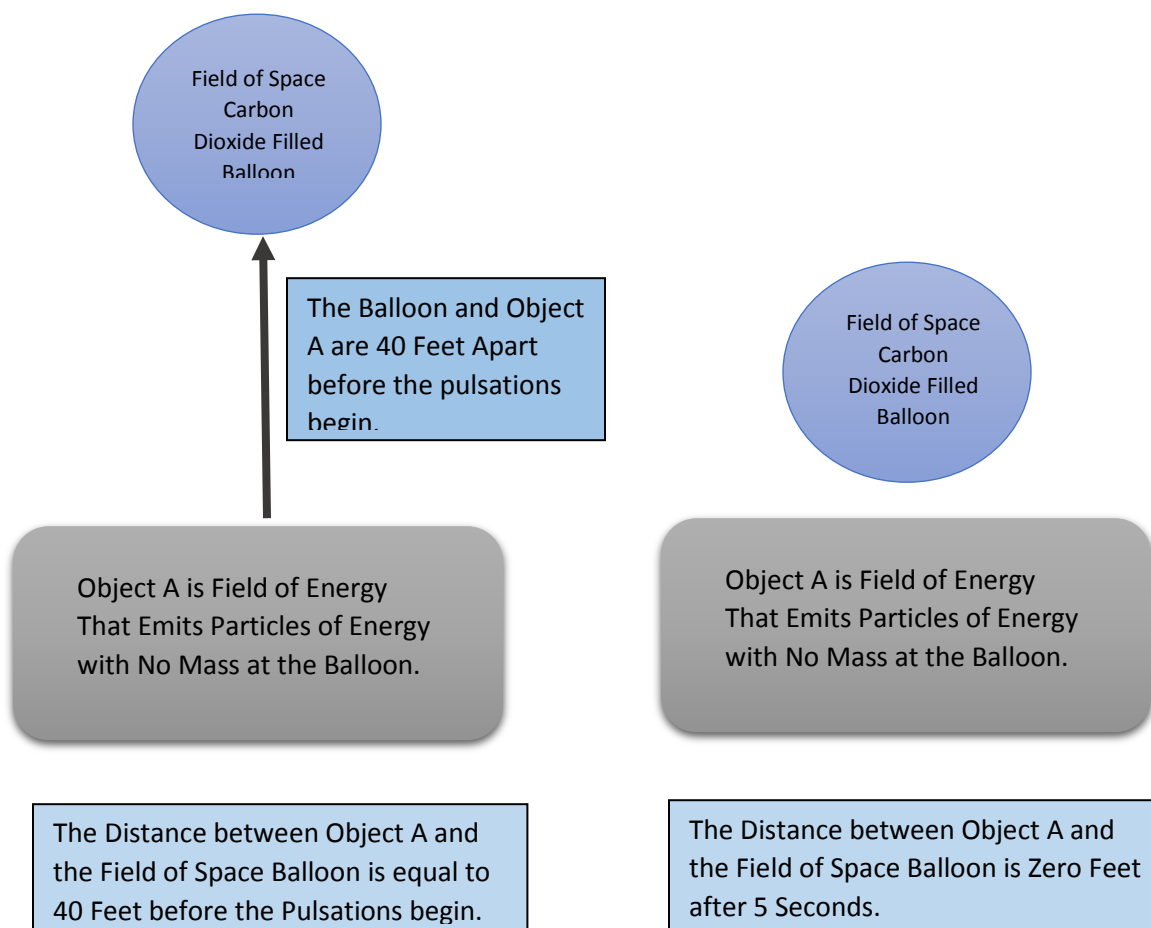 Field of Space
Carbon
Dioxide Filled
Balloon
The Balloon and Object
A are 40 Feet Apart
before the pulsations
begin.
Field of Space
Carbon
Dioxide Filled
Balloon
Object A is Field of Energy
That Emits Particles of Energy
with No Mass at the Balloon.
Object A is Field of Energy
That Emits Particles of Energy
with No Mass at the Balloon.
The Distance between Object A and
the Field of Space Balloon is equal to
40 Feet before the Pulsations begin.
The Distance between Object A and
the Field of Space Balloon is Zero Feet
after 5 Seconds.